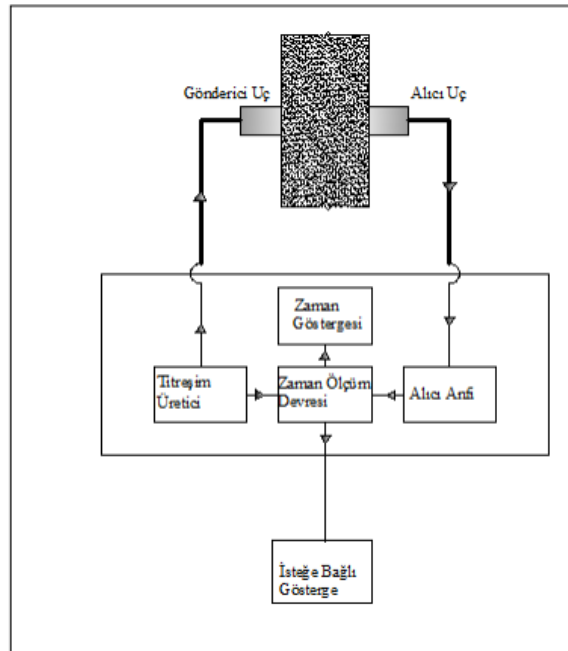 Gönderici Uç
Alıcı Uç
Zaman
Göstergesi
Titreşim
Üretici
Zaman Ölçüm
Devresi
Alıcı Anfi
İsteğe Bağlı
Gösterge